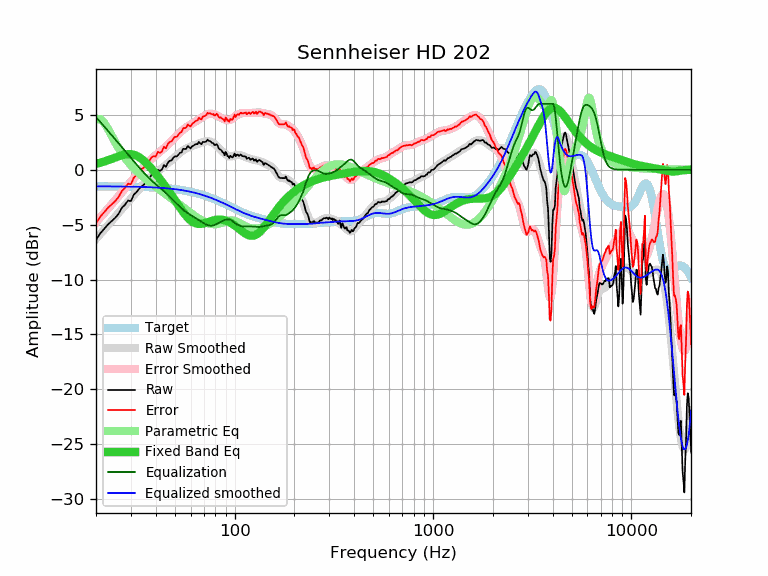 Sennheiser HD 202
Amplitude (dBr)
5
0
−5
−10
−15
−20
−25
−30
Target
Raw Smoothed
Error Smoothed
Raw
Error
Parametric Eq
Fixed Band Eq
Equalization
Equalized smoothed
100
1000
10000
Frequency (Hz)